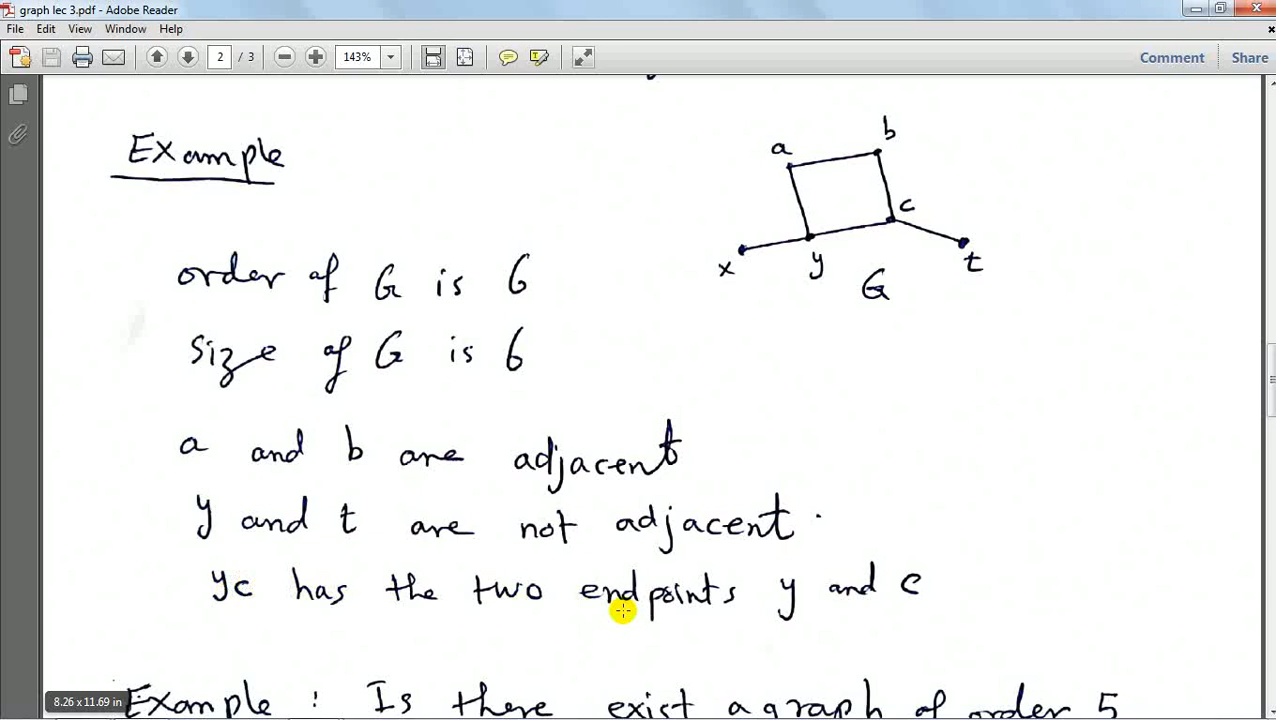 graph lec 3.pdf - Adobe Reader
File Edit View Window Help
2 / 3 143% Comment Share
Example
a
b
c
x
y
t
G
order of G is 6
size of G is 6
a and b are adjacent
y and t are not adjacent.
yc has the two endpoints y and c
8.26 x 11.69 in
Example : Is there exist a graph of order 5